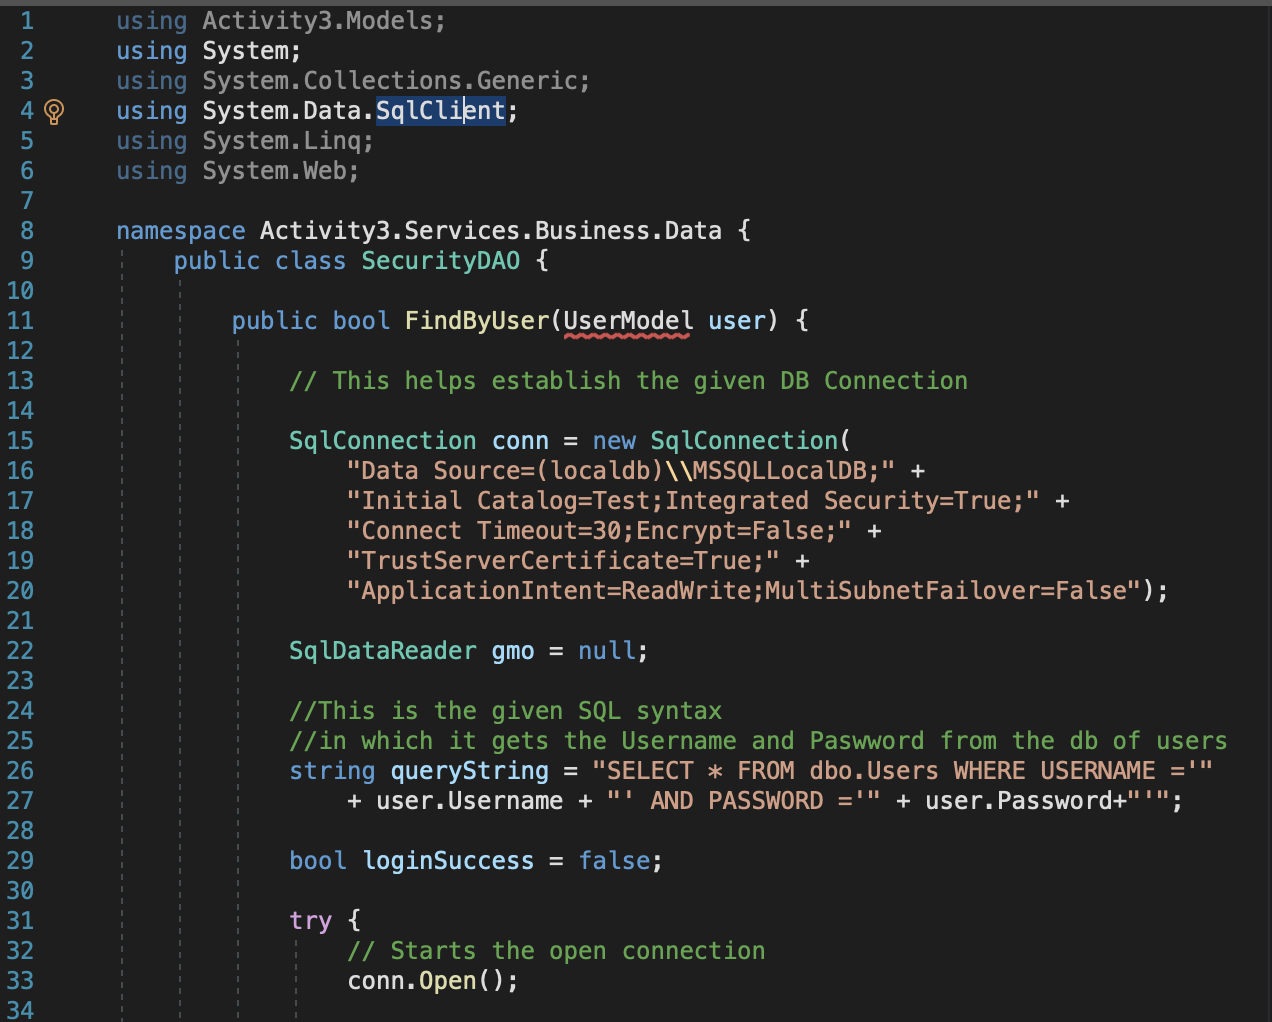 1 using Activity3.Models;
2 using System;
3 using System.Collections.Generic;
4 using System.Data.SqlClient;
5 using System.Linq;
6 using System.Web;
7
8 namespace Activity3.Services.Business.Data {
9 public class SecurityDAO {
10
11 public bool FindByUser(UserModel user) {
12
13 // This helps establish the given DB Connection
14
15 SqlConnection conn = new SqlConnection(
16 "Data Source=(localdb)\\MSSQLLocalDB;" +
17 "Initial Catalog=Test;Integrated Security=True;" +
18 "Connect Timeout=30;Encrypt=False;" +
19 "TrustServerCertificate=True;" +
20 "ApplicationIntent=ReadWrite;MultiSubnetFailover=False");
21
22 SqlDataReader gmo = null;
23
24 //This is the given SQL syntax
25 //in which it gets the Username and Paswword from the db of users
26 string queryString = "SELECT * FROM dbo.Users WHERE USERNAME ='"
27 + user.Username + "' AND PASSWORD ='" + user.Password+"'";
28
29 bool loginSuccess = false;
30
31 try {
32 // Starts the open connection
33 conn.Open();
34